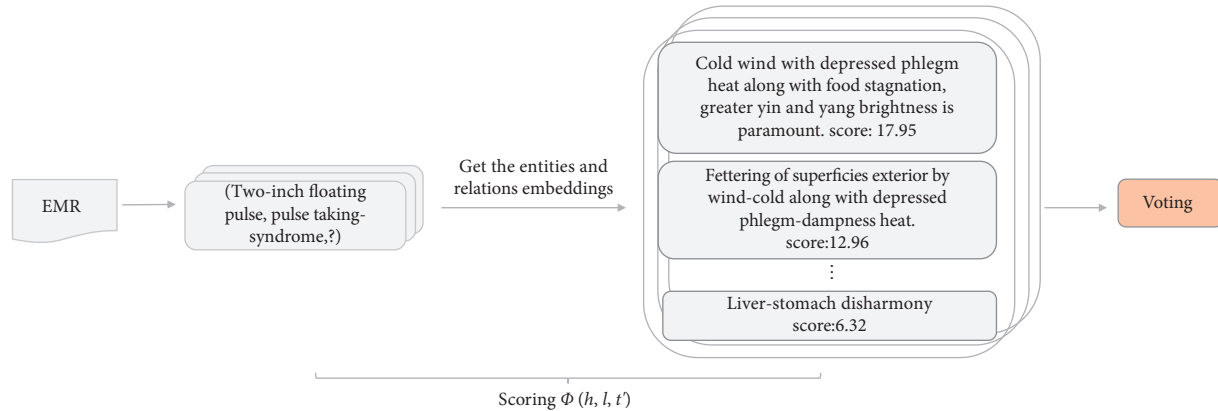 EMR
(Two-inch floating
pulse, pulse taking-
syndrome,?)
Get the entities and
relations embeddings
Cold wind with depressed phlegm
heat along with food stagnation,
greater yin and yang brightness is
paramount. score: 17.95
Fettering of superficies exterior by
wind-cold along with depressed
phlegm-dampness heat.
score:12.96
⋮
Liver-stomach disharmony
score:6.32
Voting
Scoring Φ (h, l, t′)